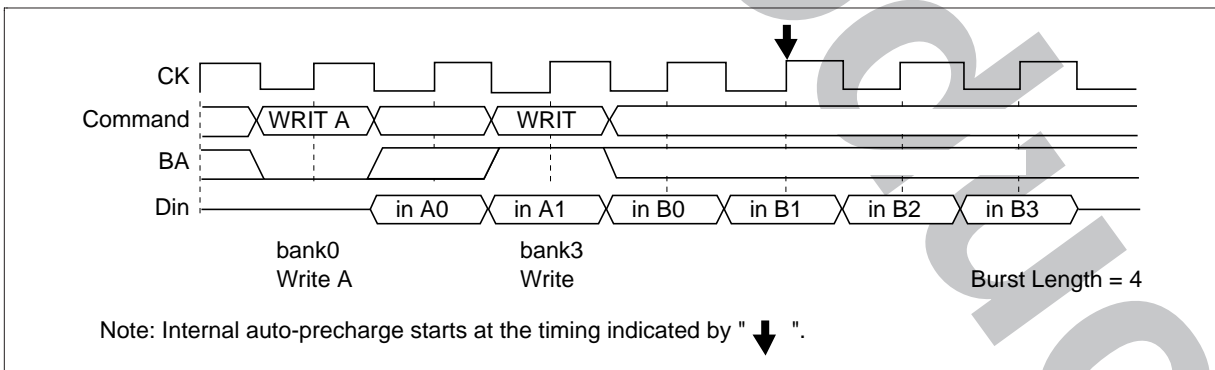 CK
Command WRIT A WRIT
BA
Din in A0 in A1 in B0 in B1 in B2 in B3
bank0 bank3
Write A Write Burst Length = 4
Note: Internal auto-precharge starts at the timing indicated by " ".